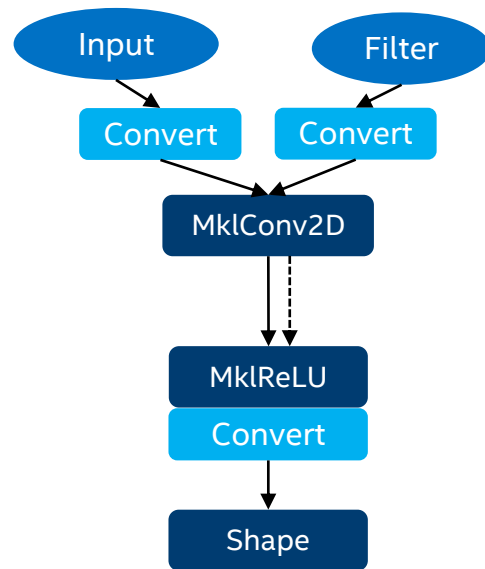 Input
Filter
Convert
Convert
MklConv2D
MklReLU
Convert
Shape